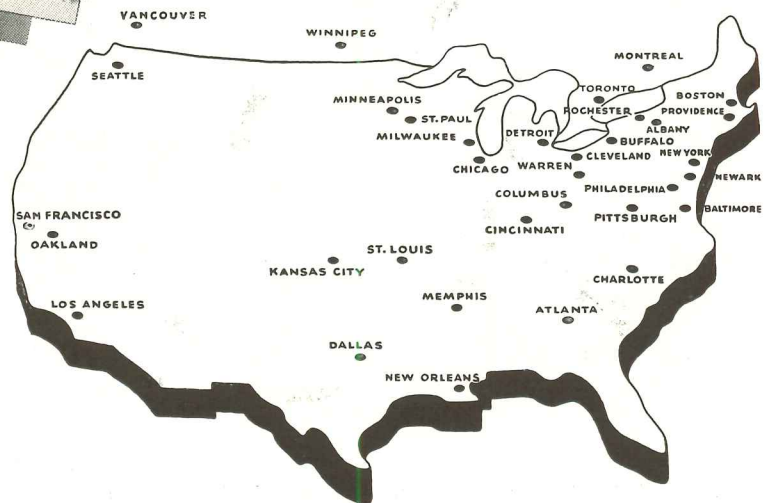 VANCOUVER
WINNIPEG
MONTREAL
SEATTLE
TORONTO
MINNEAPOLIS
BOSTON
ROCHESTER
PROVIDENCE
ST. PAUL
ALBANY
MILWAUKEE
DETROIT
BUFFALO
NEW YORK
CLEVELAND
CHICAGO
WARREN
NEWARK
COLUMBUS
PHILADELPHIA
BALTIMORE
SAN FRANCISCO
PITTSBURGH
CINCINNATI
OAKLAND
ST. LOUIS
KANSAS CITY
CHARLOTTE
LOS ANGELES
MEMPHIS
ATLANTA
DALLAS
NEW ORLEANS